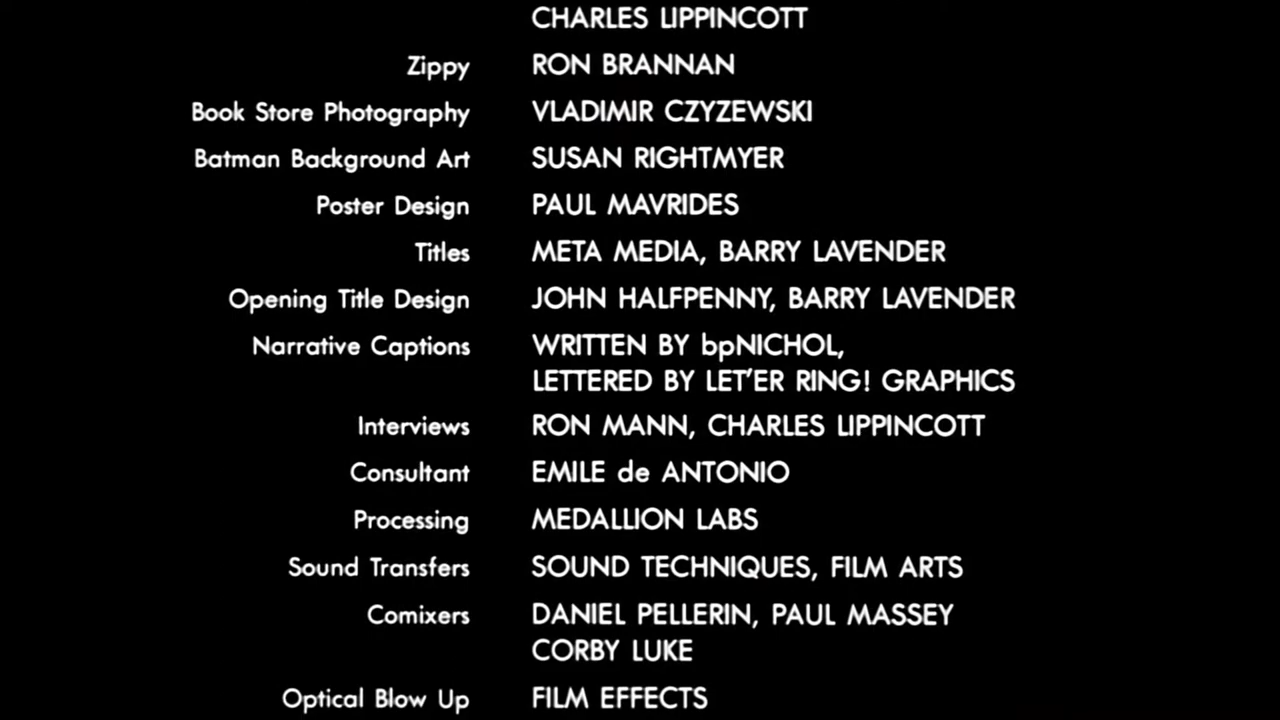 CHARLES LIPPINCOTT
Zippy RON BRANNAN
Book Store Photography VLADIMIR CZYZEWSKI
Batman Background Art SUSAN RIGHTMYER
Poster Design PAUL MAVRIDES
Titles META MEDIA, BARRY LAVENDER
Opening Title Design JOHN HALFPENNY, BARRY LAVENDER
Narrative Captions WRITTEN BY bpNICHOL,
LETTERED BY LET'ER RING! GRAPHICS
Interviews RON MANN, CHARLES LIPPINCOTT
Consultant EMILE de ANTONIO
Processing MEDALLION LABS
Sound Transfers SOUND TECHNIQUES, FILM ARTS
Comixers DANIEL PELLERIN, PAUL MASSEY
CORBY LUKE
Optical Blow Up FILM EFFECTS